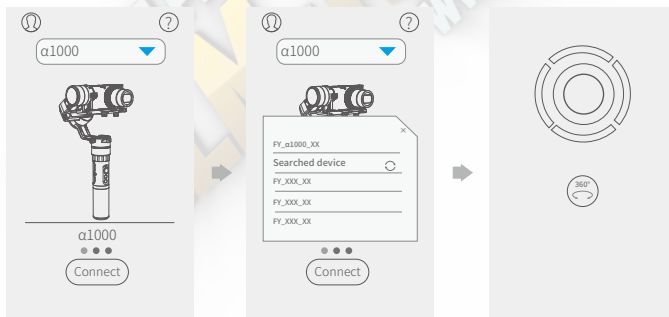 ?
α1000
α1000
Connect
?
α1000
FY_α1000_XX
Searched device
FY_XXX_XX
FY_XXX_XX
FY_XXX_XX
Connect
360°